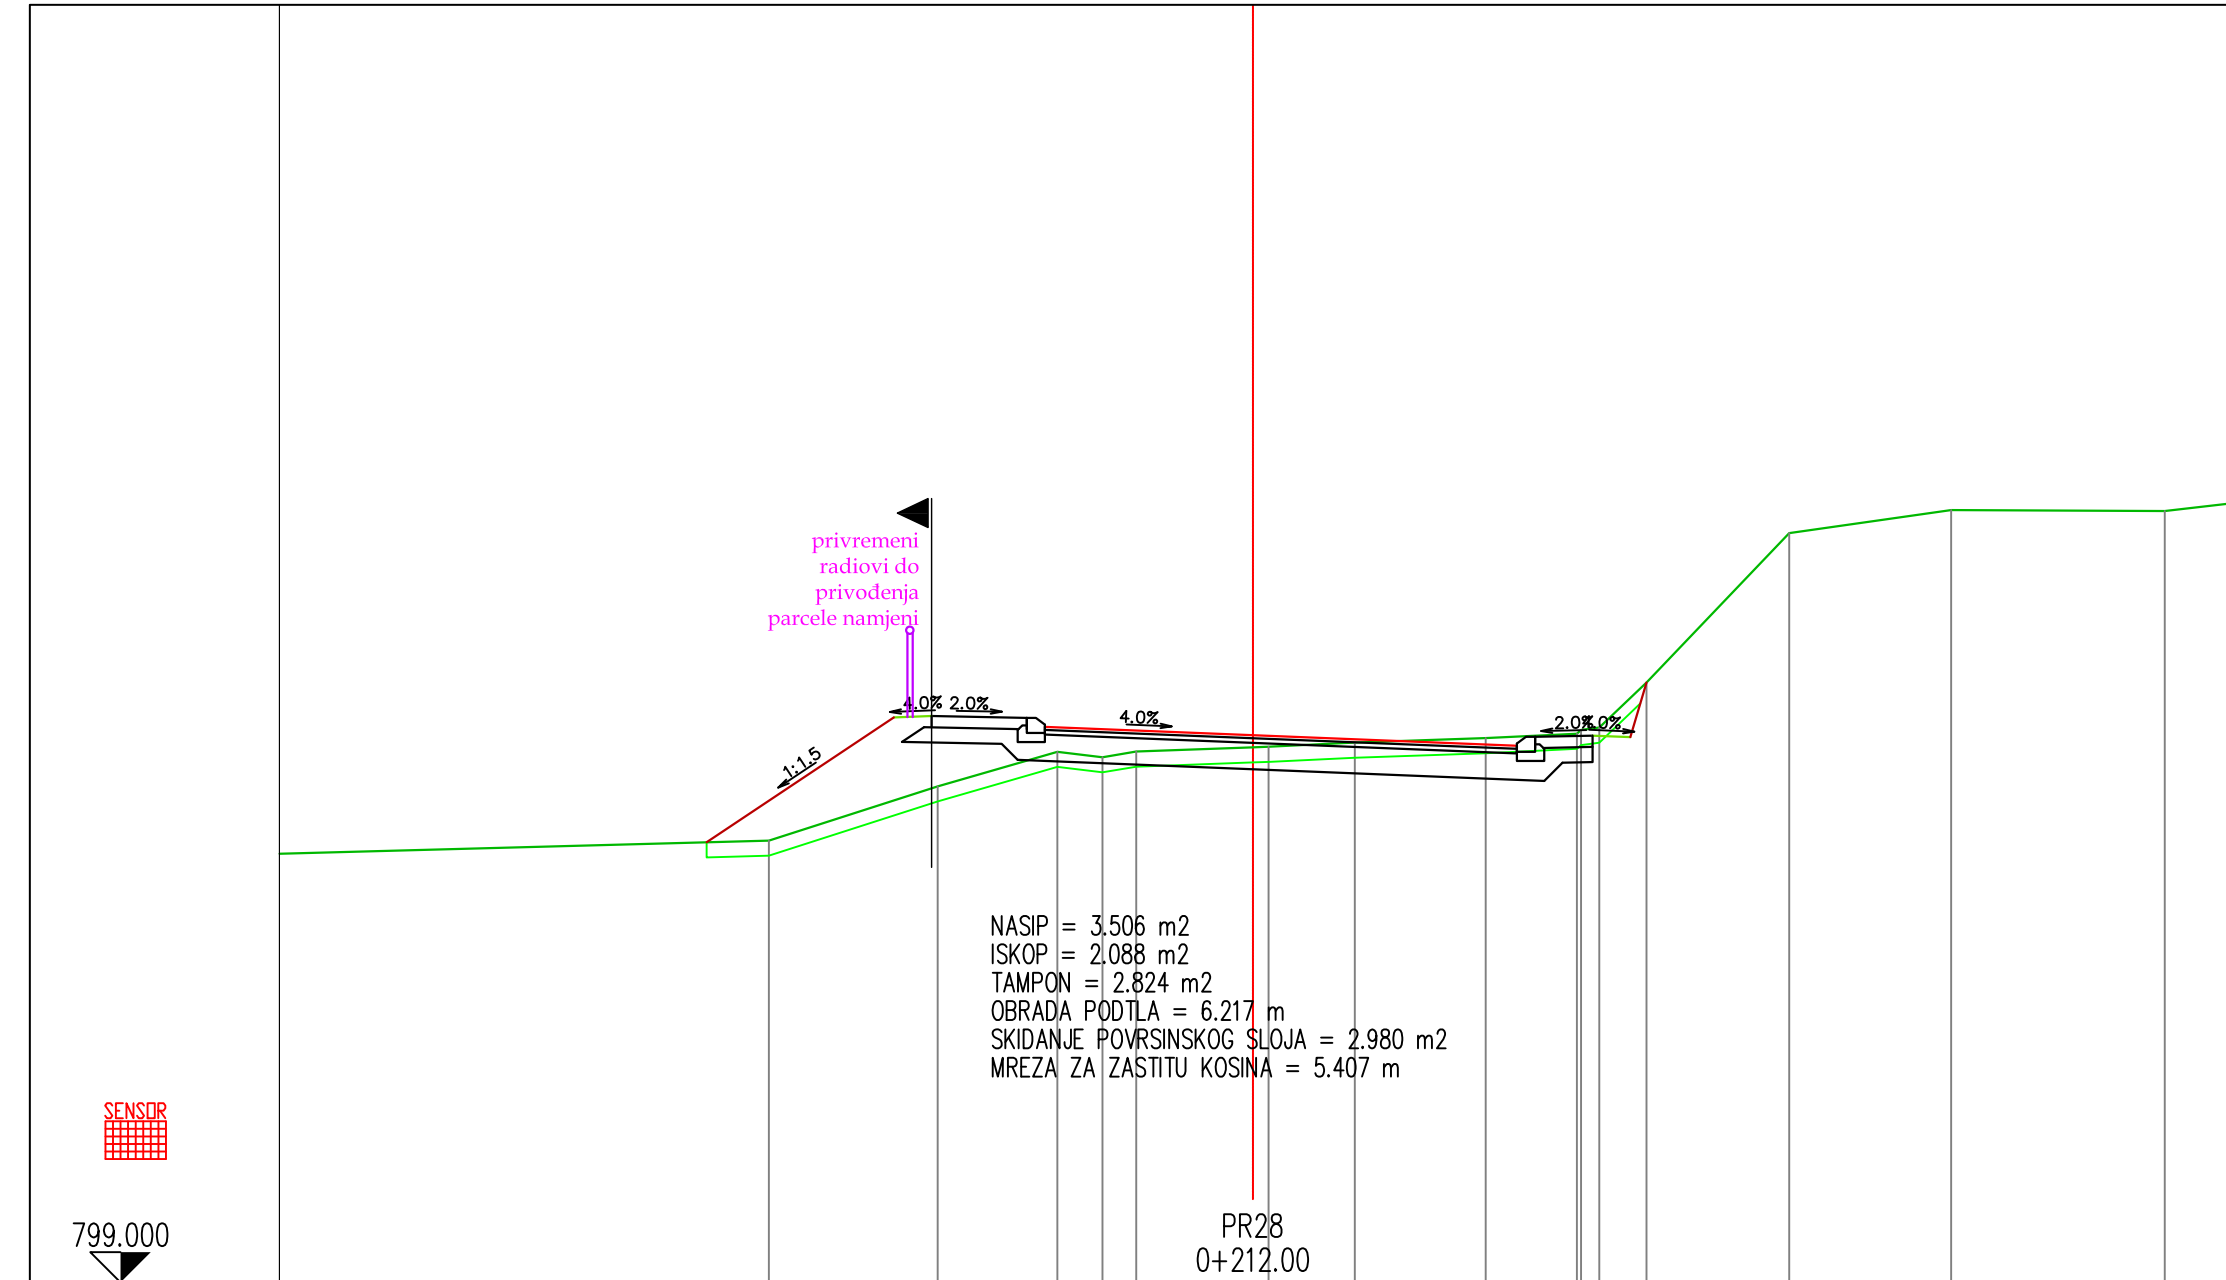 privremeni
radiovi do
privođenja
parcele namjeni
4.0% 2.0%
4.0%
2.0%
1:1.5
NASIP = 3.506 m2
ISKOP = 2.088 m2
TAMPON = 2.824 m2
OBRADA PODTLA = 6.217 m
SKIDANJE POVRSINSKOG SLOJA = 2.980 m2
MREZA ZA ZASTITU KOSINA = 5.407 m
SENSOR
799.000
PR28
0+212.00